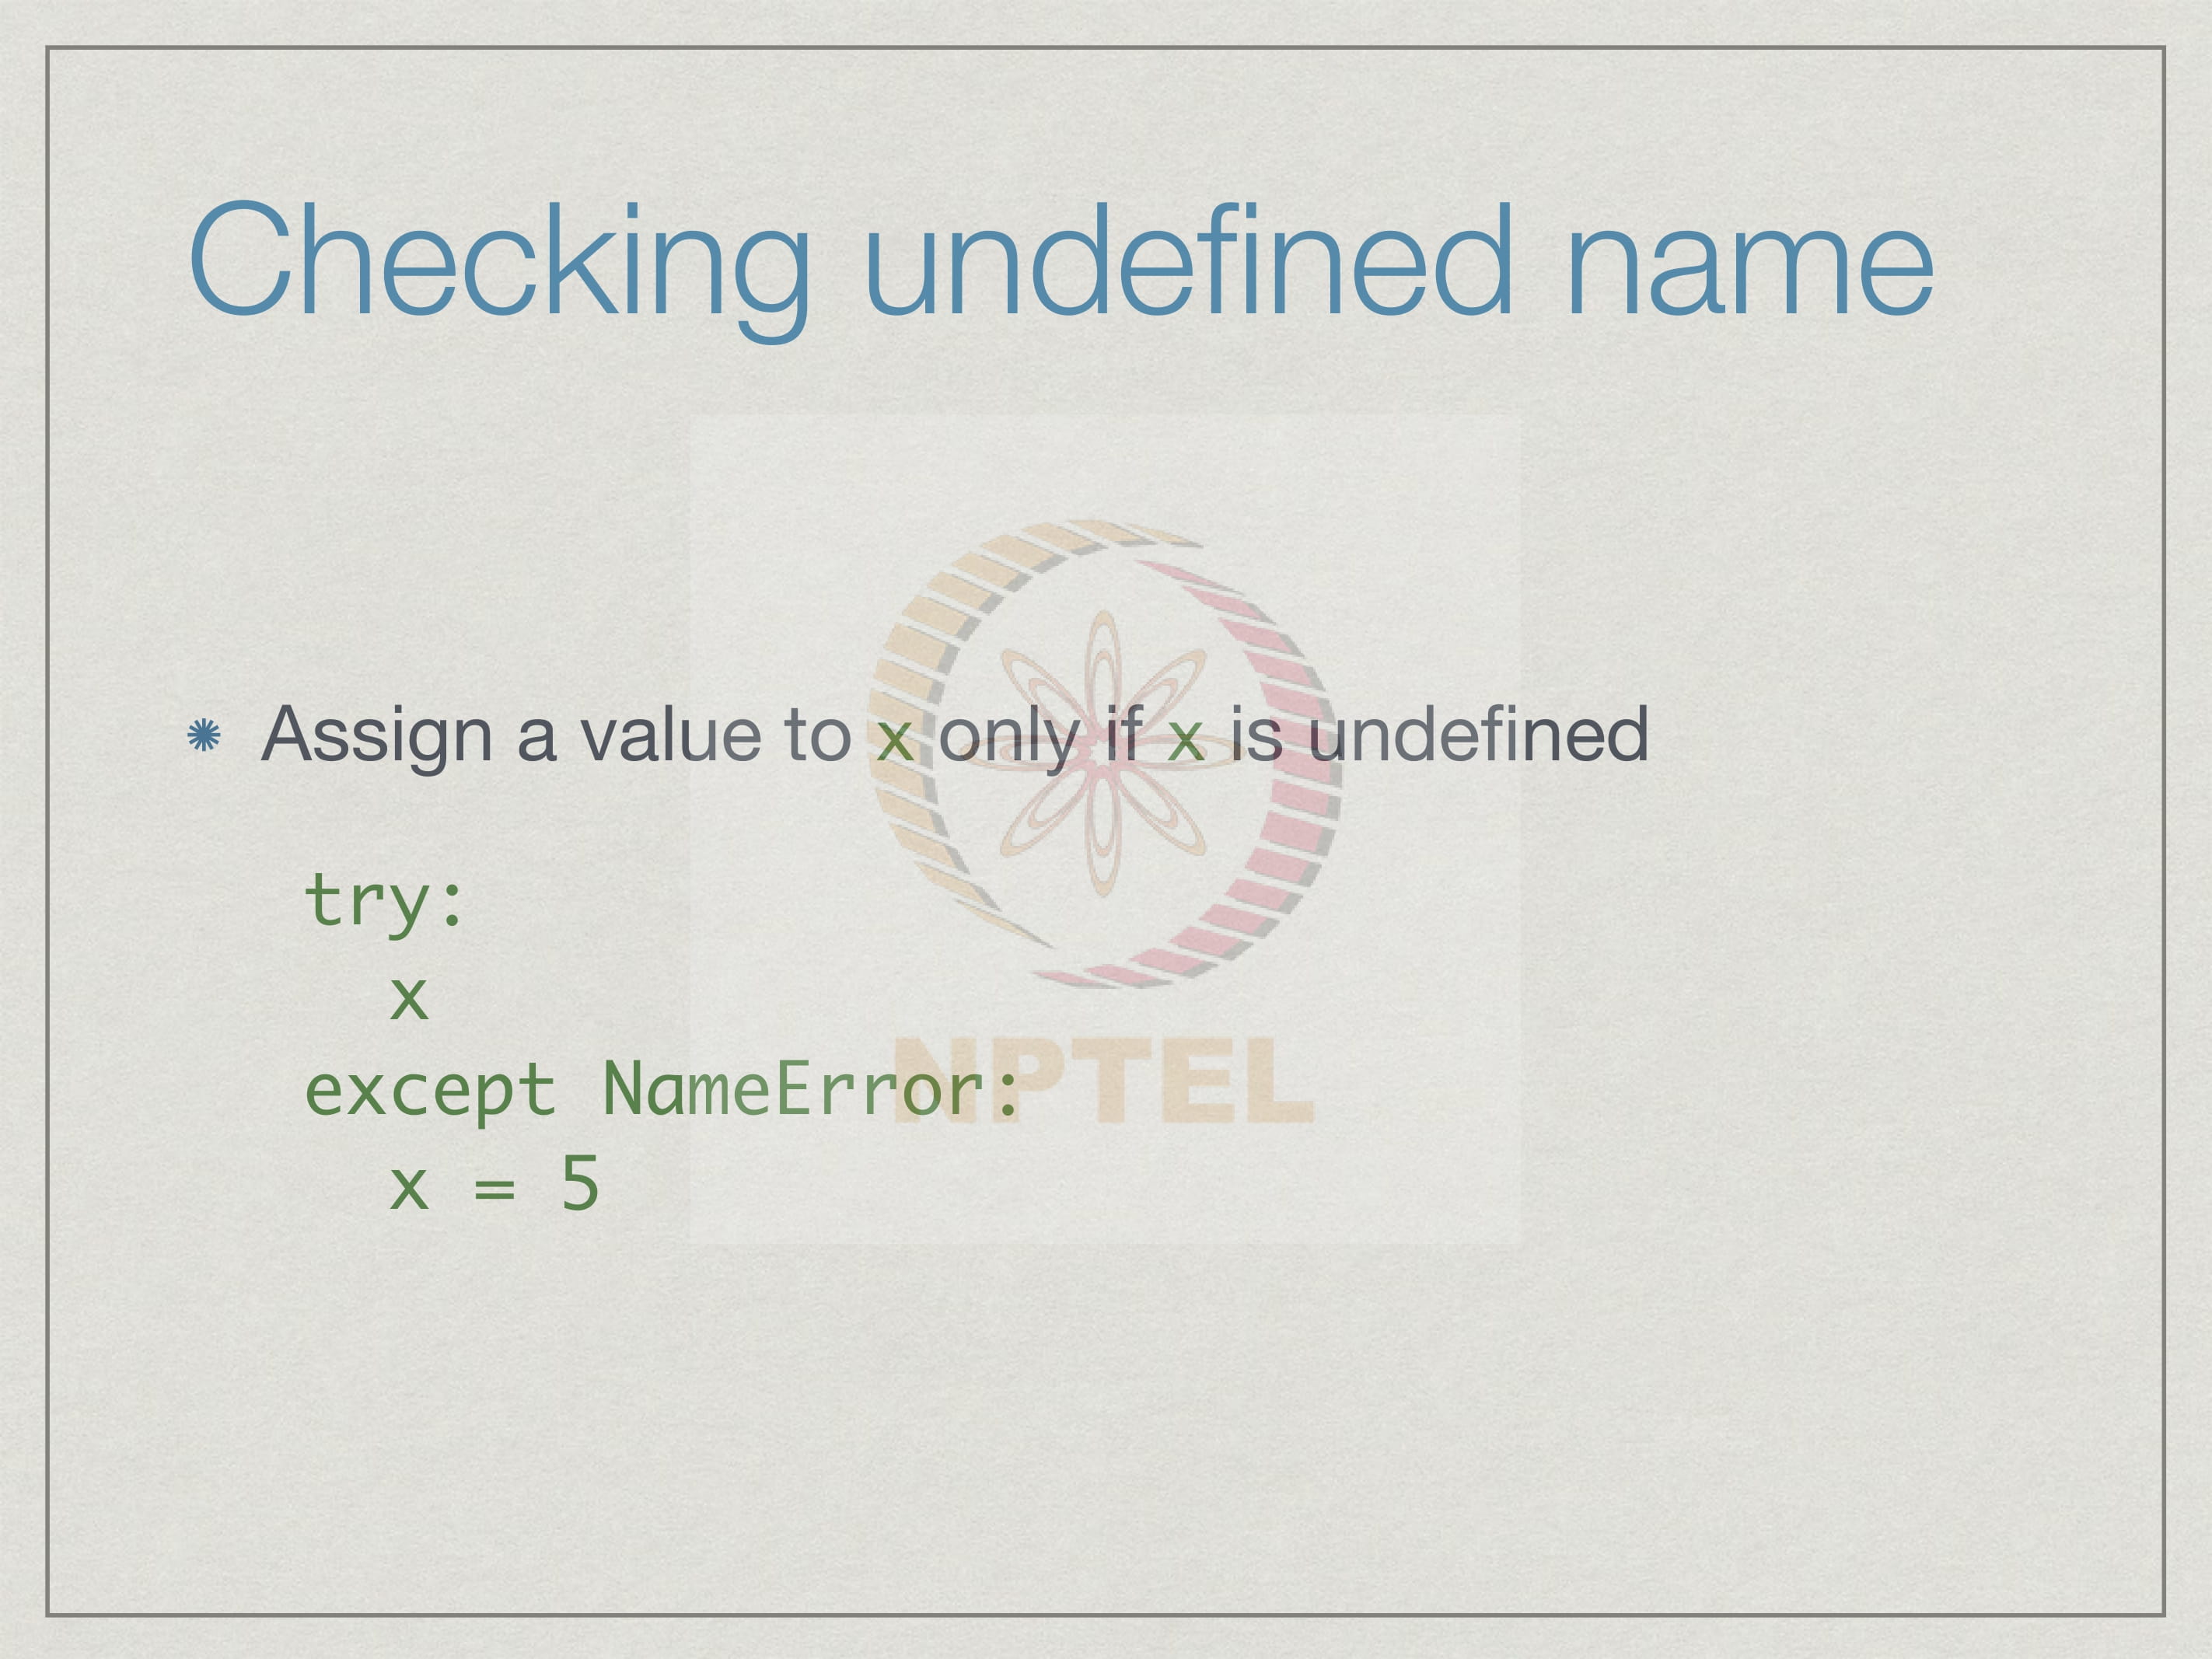 Checking undefined name
Assign a value to x only if x is undefined
try:
  x
except NameError:
  x = 5
NPTEL